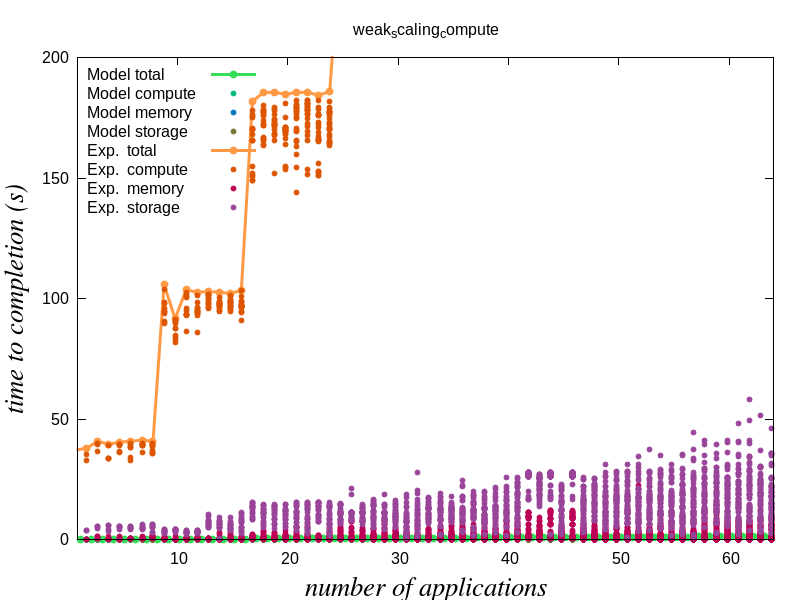 weakscalingcompute
200
150
100
50
0
Model total
Model compute
Model memory
Model storage
Exp. total
Exp. compute
Exp. memory
Exp. storage
time to completion (s)
10 20 30 40 50 60
number of applications